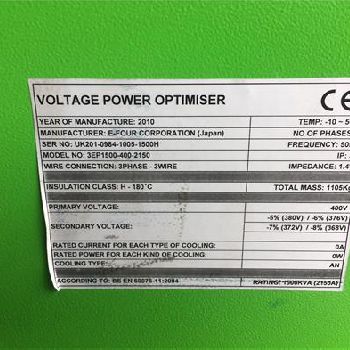 VOLTAGE POWER OPTIMISER CE
YEAR OF MANUFACTURE: 2010 TEMP: -10 ~ 5
MANUFACTURER: E-FOUR CORPORATION (Japan) NO OF PHASES
SER NO: UK201-0984-1005-1500H FREQUENCY: 50
MODEL NO: 3EP1500-400-2150 IP:
WIRE CONNECTION: 3PHASE - 3WIRE IMPEDANCE: 1.4
INSULATION CLASS: H - 180°C TOTAL MASS: 1105Kg
PRIMARY VOLTAGE: 400V
-5% (380V) / -6% (376V)
SECONDARY VOLTAGE: -7% (372V) / -8% (368V)
RATED CURRENT FOR EACH TYPE OF COOLING: 0A
RATED POWER FOR EACH KIND OF COOLING: 0W
COOLING TYPE: AN
ACCORDING TO: BS EN 60076-11:2004 RATING: 1500KVA (2165A)